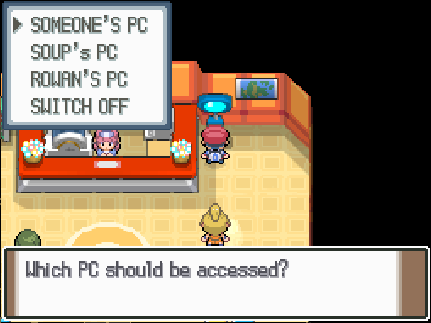 SOMEONE'S PC
SOUP's PC
ROWAN'S PC
SWITCH OFF
Which PC should be accessed?